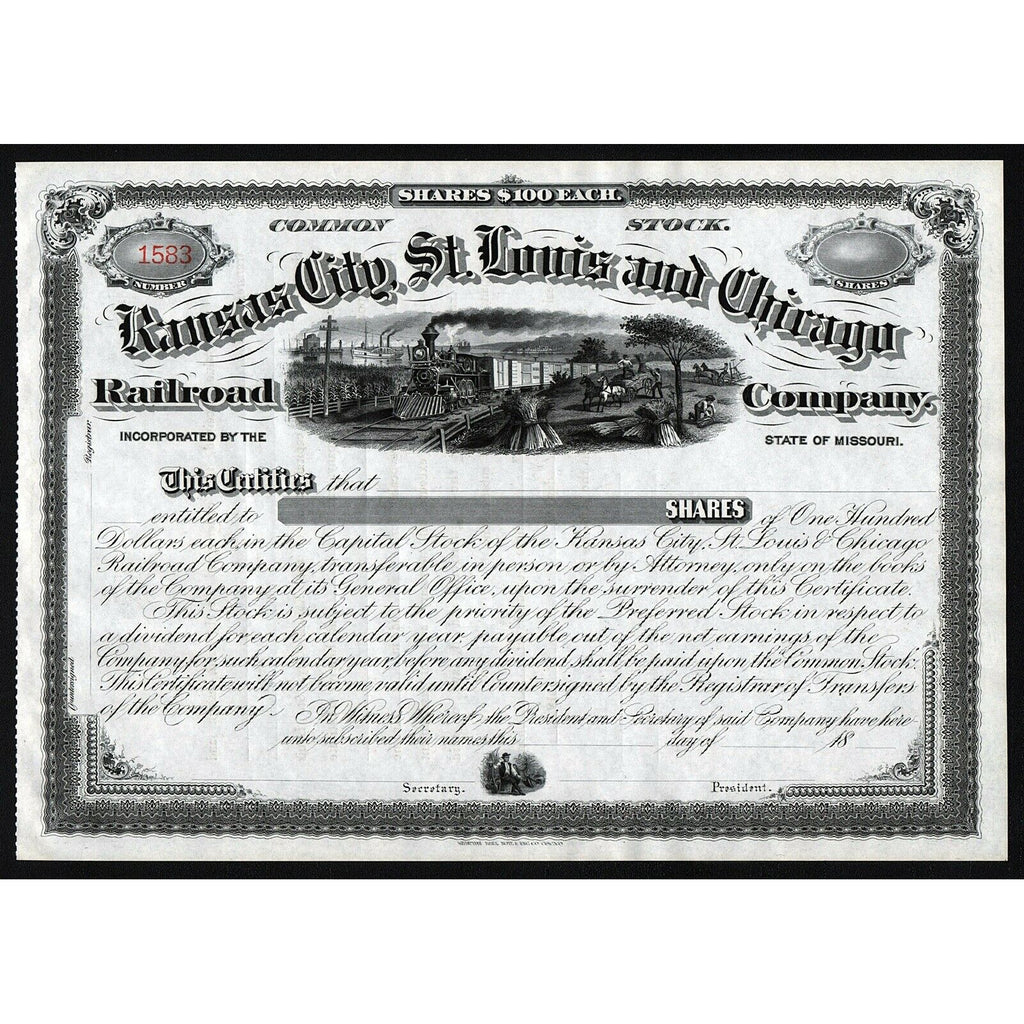 SHARES $100 EACH.
COMMON STOCK.
1583
NUMBER
SHARES
Kansas City, St. Louis and Chicago
Railroad Company.
INCORPORATED BY THE STATE OF MISSOURI.
Registrar.
This Certifies that
entitled to SHARES of One Hundred
Dollars each, in the Capital Stock of the Kansas City, St. Louis & Chicago
Railroad Company, transferable in person or by Attorney, only on the books
of the Company at its General Office, upon the surrender of this Certificate.
This Stock is subject to the priority of the Preferred Stock in respect to
a dividend for each calendar year, payable out of the net earnings of the
Company for such calendar year, before any dividend shall be paid upon the Common Stock.
This Certificate will not become valid until Countersigned by the Registrar of Transfers
of the Company. In Witness Whereof, the President and Secretary of said Company have here-
unto subscribed their names this day of 18
Countersigned
Secretary. President.